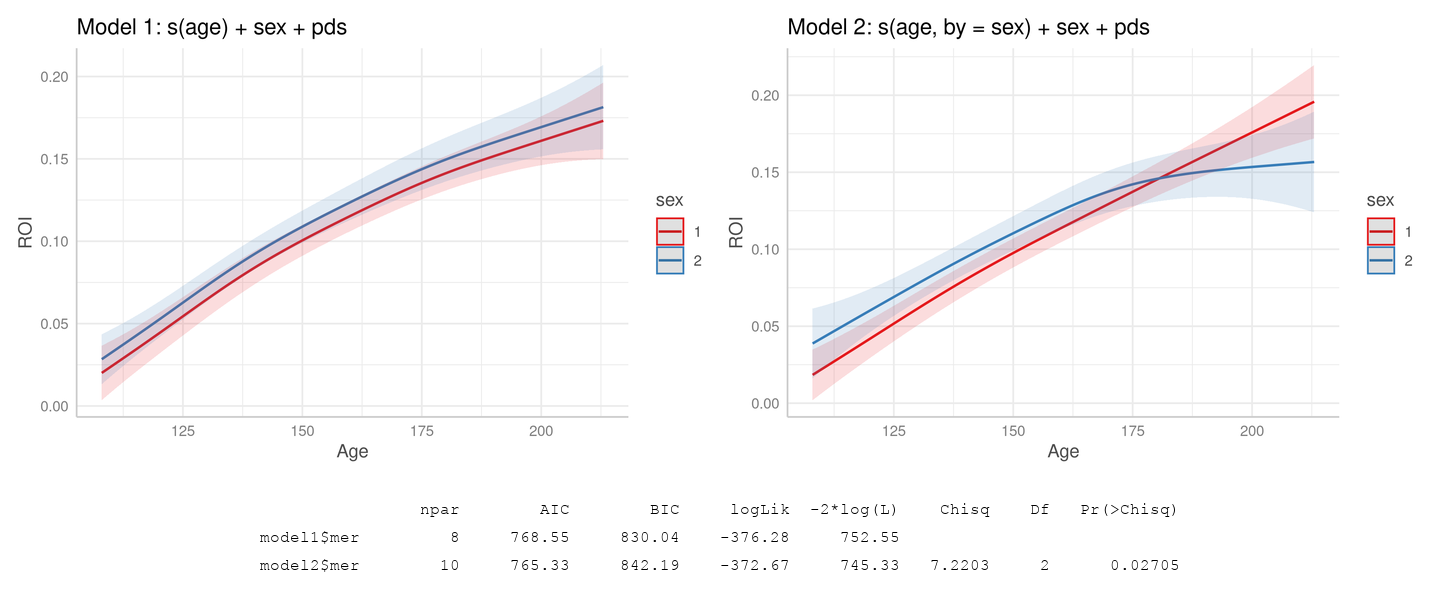 Model 1: s(age) + sex + pds
0.20
0.15
0.10
0.05
0.00
ROI
125 150 175 200
Age
sex
1
2
Model 2: s(age, by = sex) + sex + pds
0.20
0.15
0.10
0.05
0.00
ROI
125 150 175 200
Age
sex
1
2
npar AIC BIC logLik -2*log(L) Chisq Df Pr(>Chisq)
model1$mer 8 768.55 830.04 -376.28 752.55
model2$mer 10 765.33 842.19 -372.67 745.33 7.2203 2 0.02705